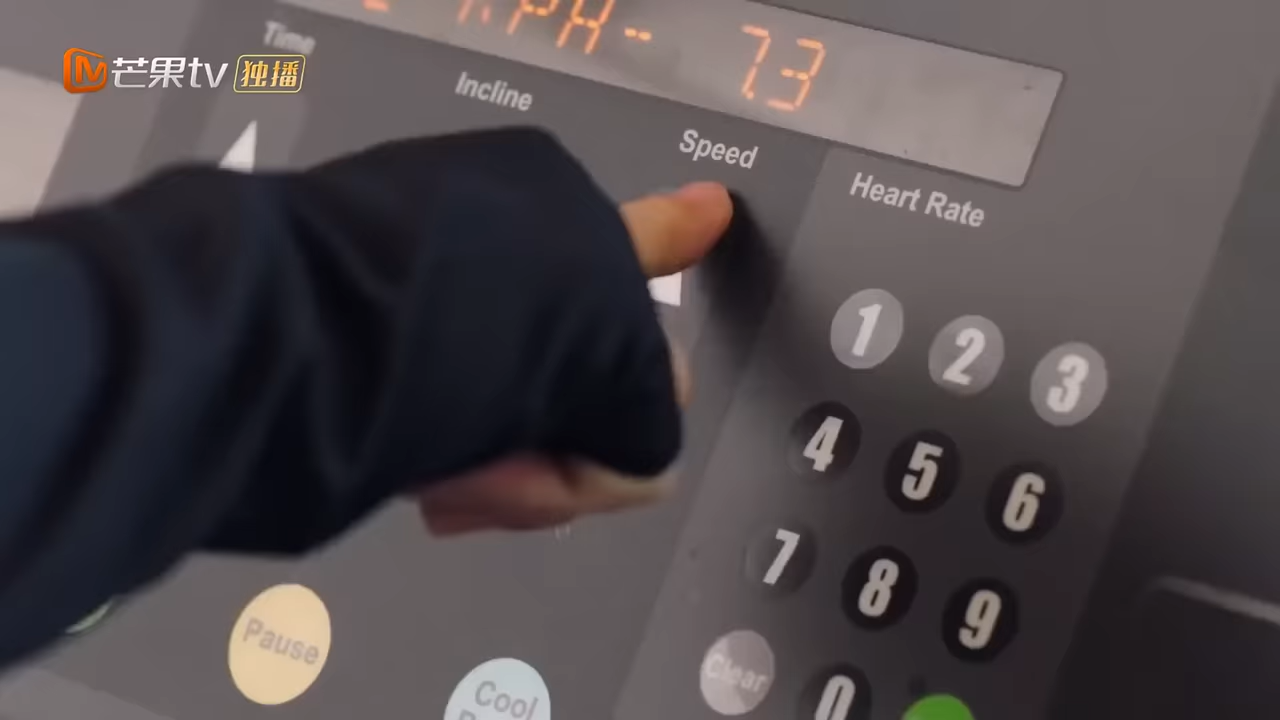 芒果tv 独播
KPH- 7.3
Time
Incline
Speed
Heart Rate
1 2 3
4 5 6
7 8 9
Clear 0
Pause
Cool